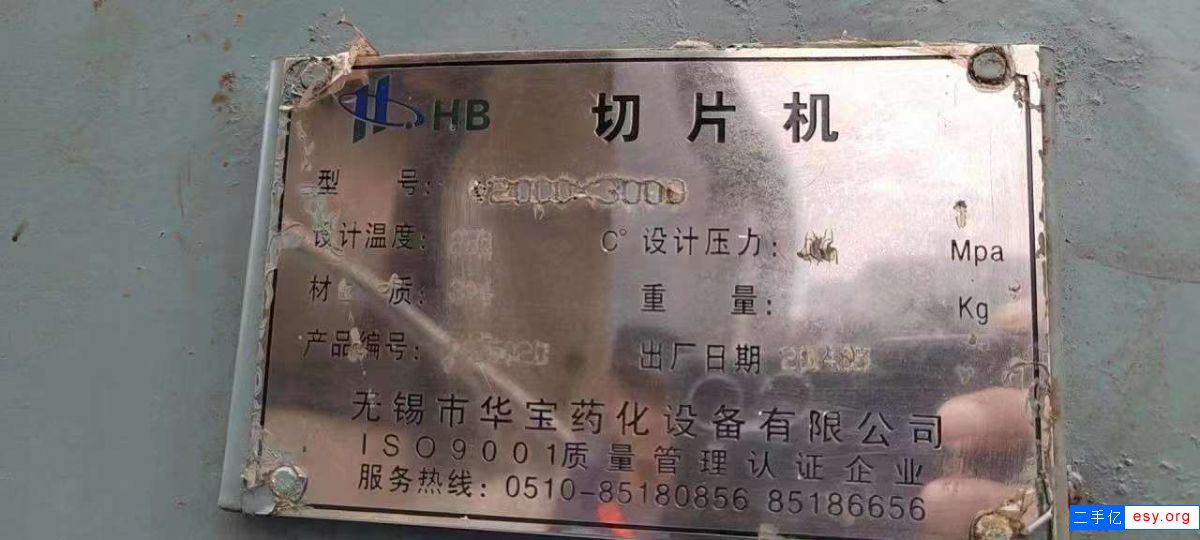 HB 切片机
型号: 2000×3000
设计温度: C° 设计压力: Mpa
材质: 重量: Kg
产品编号: 出厂日期
无锡市华宝药化设备有限公司
ISO9001质量管理认证企业
服务热线: 0510-85180856 85186656
二手亿 esy.org